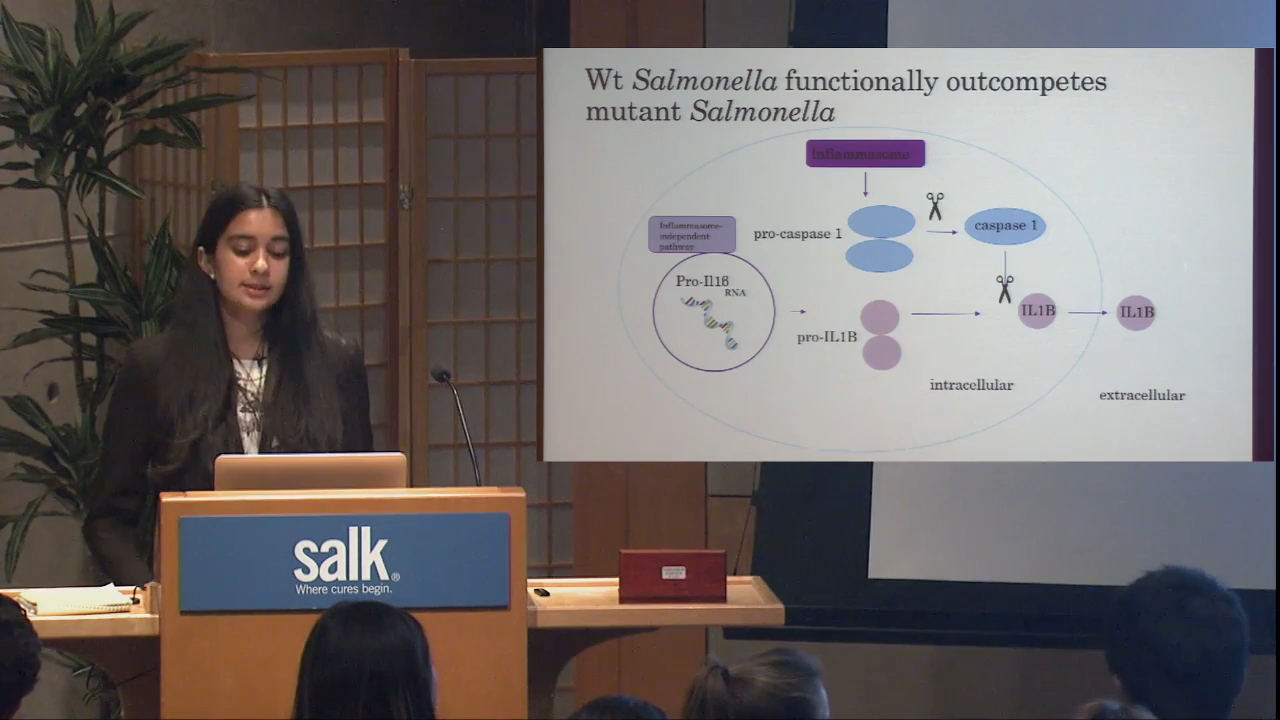 Wt Salmonella functionally outcompetes
mutant Salmonella
Inflammasome
Inflammasome-
independent
pathway
pro-caspase 1
caspase 1
Pro-Il1ß
RNA
pro-IL1B
IL1B
IL1B
intracellular
extracellular
salk®
Where cures begin.